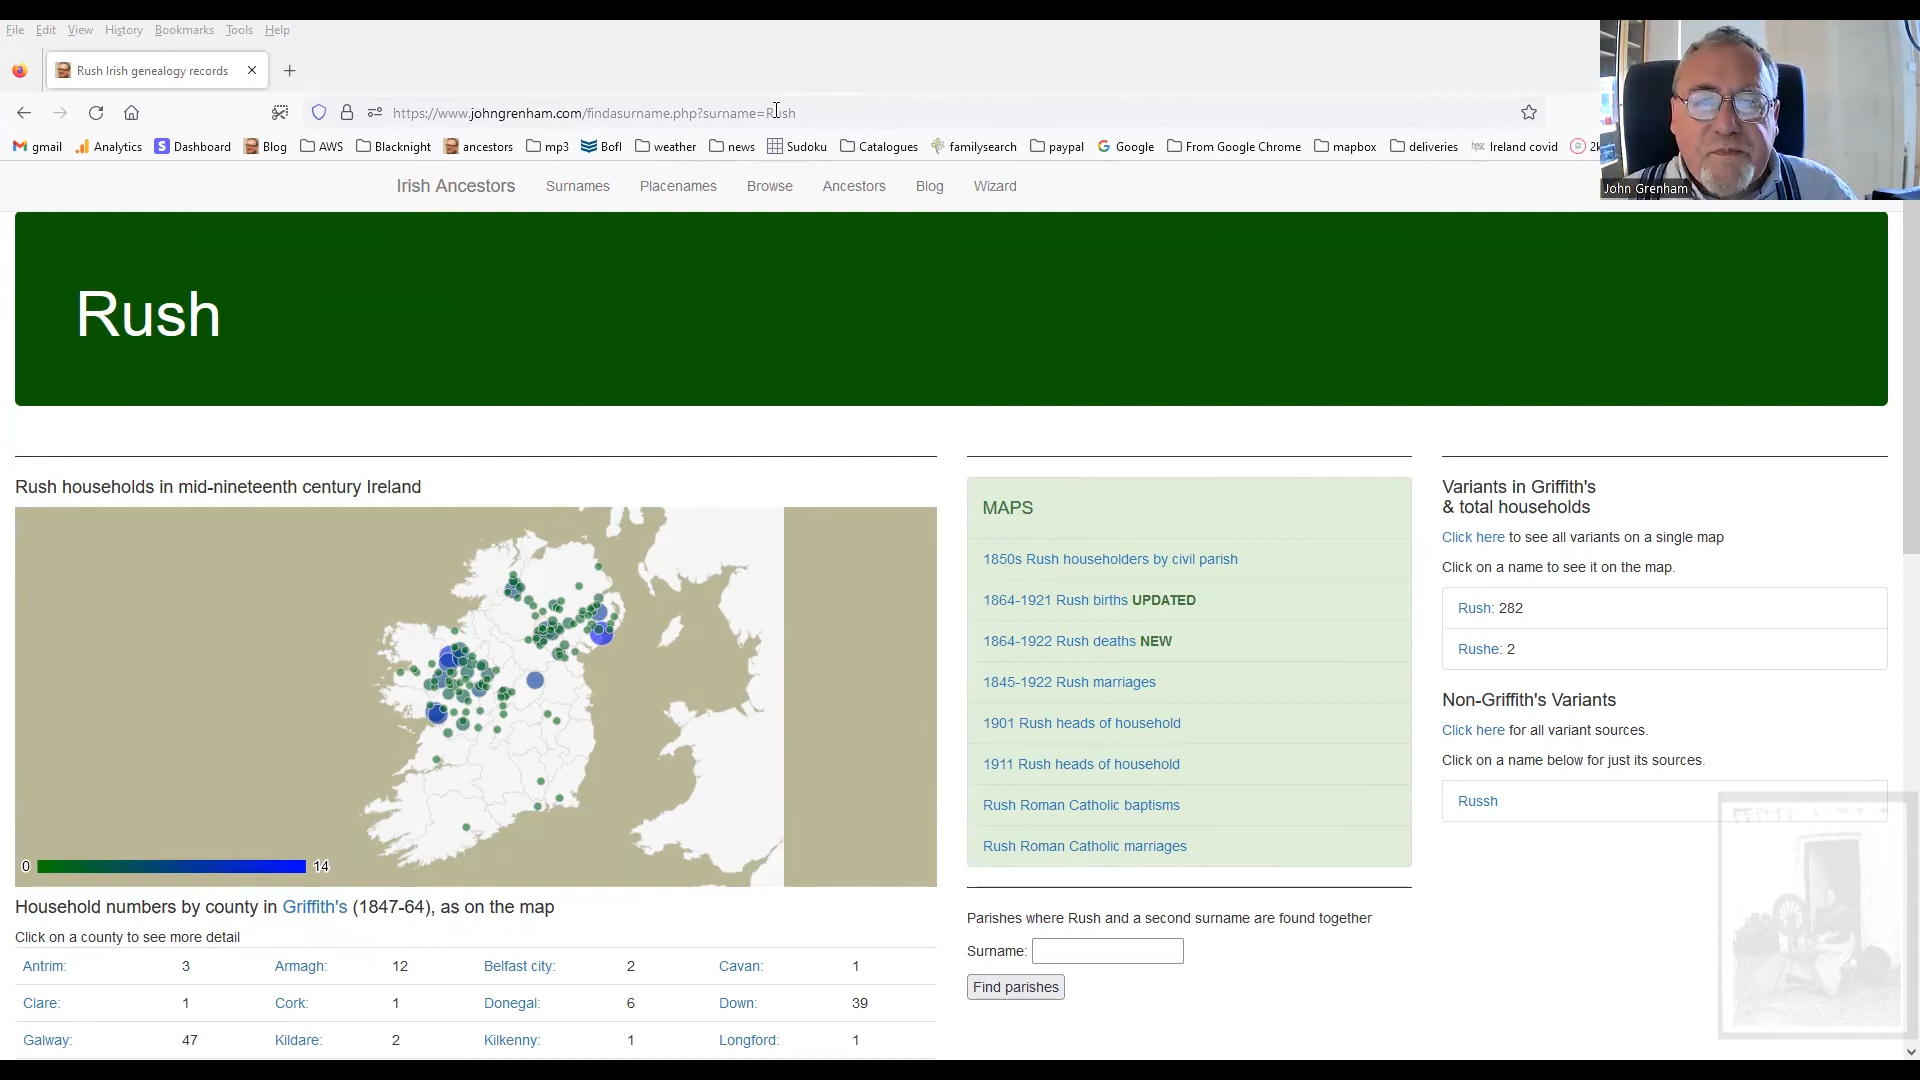 File Edit View History Bookmarks Tools Help
Rush Irish genealogy records
https://www.johngrenham.com/findasurname.php?surname=Rush
gmail Analytics Dashboard Blog AWS Blacknight ancestors mp3 BofI weather news Sudoku Catalogues familysearch paypal Google From Google Chrome mapbox deliveries Ireland covid
John Grenham
Irish Ancestors Surnames Placenames Browse Ancestors Blog Wizard
Rush
Rush households in mid-nineteenth century Ireland
0 14
Household numbers by county in Griffith's (1847-64), as on the map
Click on a county to see more detail
Antrim: 3 Armagh: 12 Belfast city: 2 Cavan: 1
Clare: 1 Cork: 1 Donegal: 6 Down: 39
Galway: 47 Kildare: 2 Kilkenny: 1 Longford: 1
MAPS
1850s Rush householders by civil parish
1864-1921 Rush births UPDATED
1864-1922 Rush deaths NEW
1845-1922 Rush marriages
1901 Rush heads of household
1911 Rush heads of household
Rush Roman Catholic baptisms
Rush Roman Catholic marriages
Parishes where Rush and a second surname are found together
Surname:
Find parishes
Variants in Griffith's
& total households
Click here to see all variants on a single map
Click on a name to see it on the map.
Rush: 282
Rushe: 2
Non-Griffith's Variants
Click here for all variant sources.
Click on a name below for just its sources.
Russh